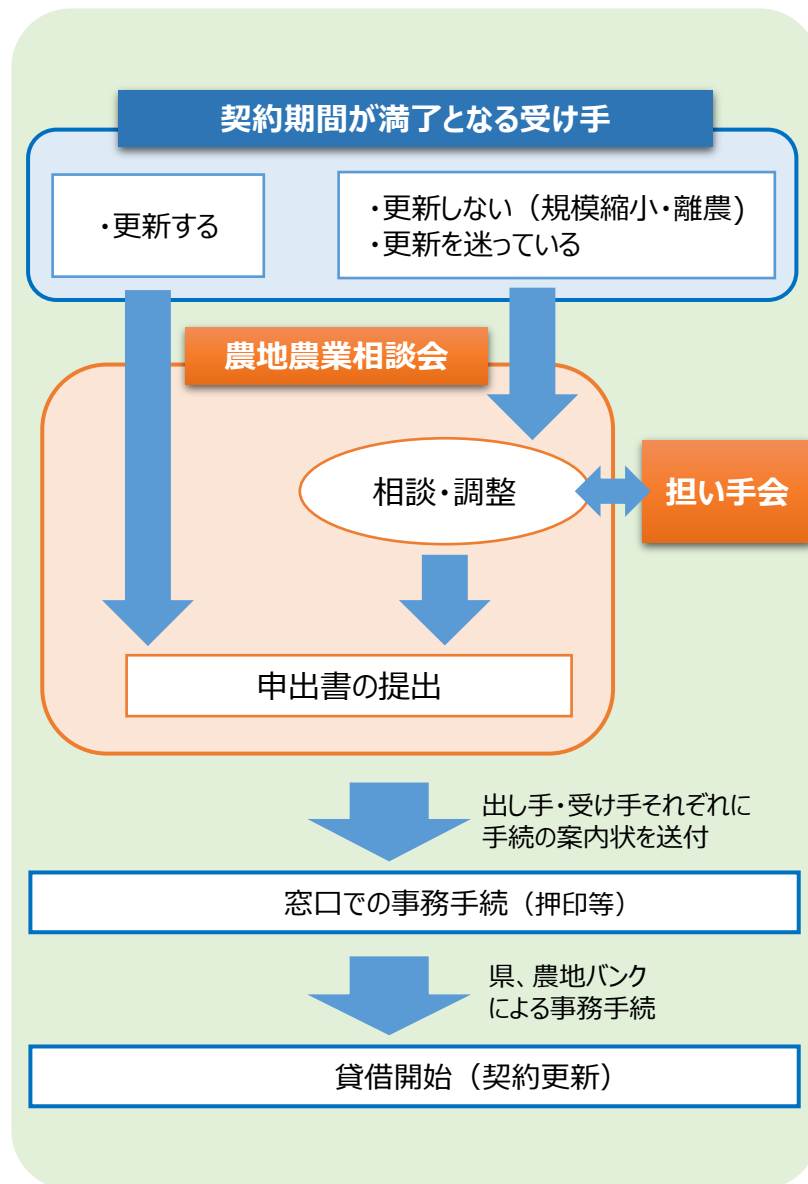 契約期間が満了となる受け手
・更新する
・更新しない（規模縮小・離農)
・更新を迷っている
農地農業相談会
相談・調整
担い手会
申出書の提出
出し手・受け手それぞれに
手続の案内状を送付
窓口での事務手続（押印等）
県、農地バンク
による事務手続
貸借開始（契約更新）